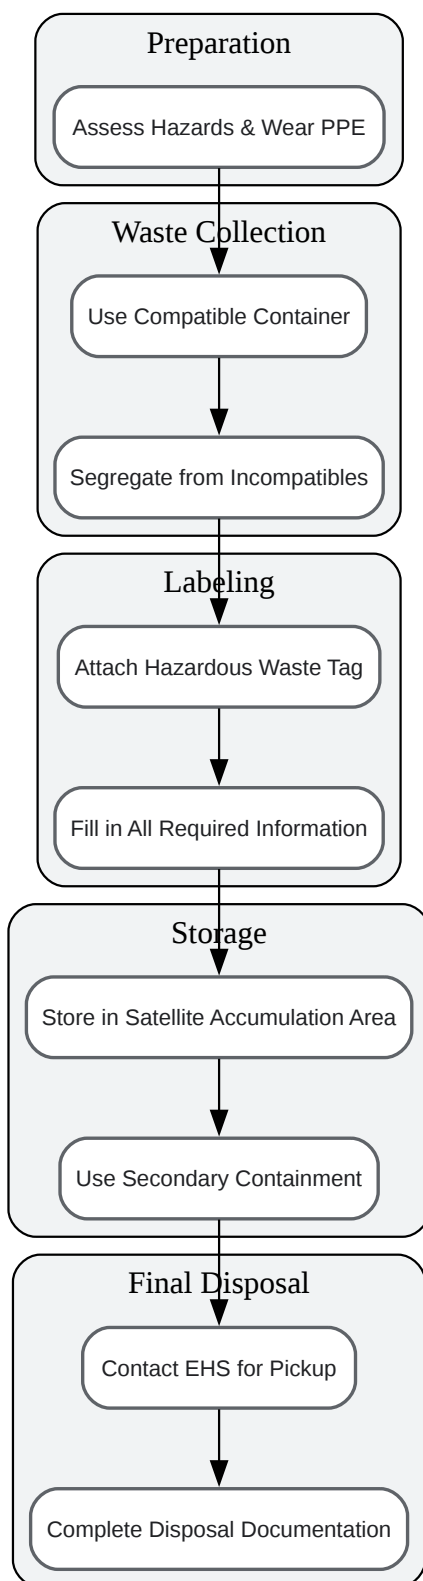 Preparation
Assess Hazards & Wear PPE
Waste Collection
Use Compatible Container
Segregate from Incompatibles
Labeling
Attach Hazardous Waste Tag
Fill in All Required Information
Storage
Store in Satellite Accumulation Area
Use Secondary Containment
Final Disposal
Contact EHS for Pickup
Complete Disposal Documentation